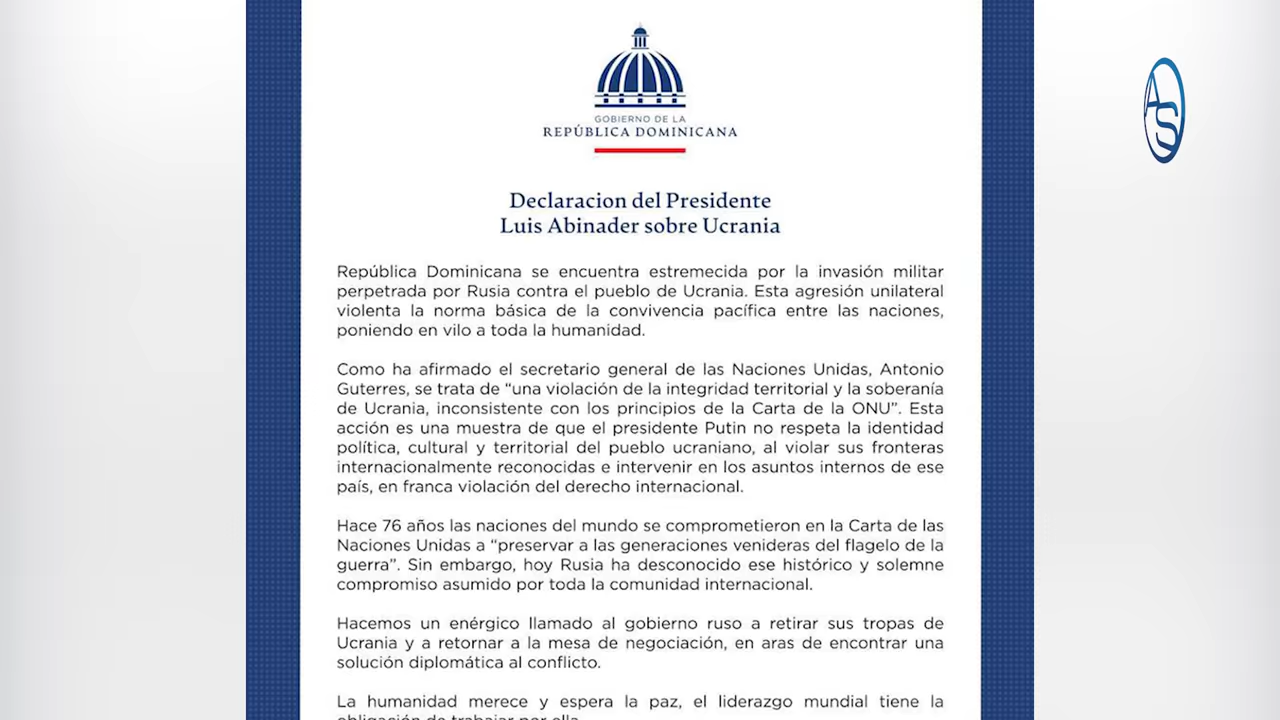 GOBIERNO DE LA
REPÚBLICA DOMINICANA
Declaracion del Presidente
Luis Abinader sobre Ucrania
República Dominicana se encuentra estremecida por la invasión militar
perpetrada por Rusia contra el pueblo de Ucrania. Esta agresión unilateral
violenta la norma básica de la convivencia pacífica entre las naciones,
poniendo en vilo a toda la humanidad.
Como ha afirmado el secretario general de las Naciones Unidas, Antonio
Guterres, se trata de “una violación de la integridad territorial y la soberanía
de Ucrania, inconsistente con los principios de la Carta de la ONU”. Esta
acción es una muestra de que el presidente Putin no respeta la identidad
política, cultural y territorial del pueblo ucraniano, al violar sus fronteras
internacionalmente reconocidas e intervenir en los asuntos internos de ese
país, en franca violación del derecho internacional.
Hace 76 años las naciones del mundo se comprometieron en la Carta de las
Naciones Unidas a “preservar a las generaciones venideras del flagelo de la
guerra”. Sin embargo, hoy Rusia ha desconocido ese histórico y solemne
compromiso asumido por toda la comunidad internacional.
Hacemos un enérgico llamado al gobierno ruso a retirar sus tropas de
Ucrania y a retornar a la mesa de negociación, en aras de encontrar una
solución diplomática al conflicto.
La humanidad merece y espera la paz, el liderazgo mundial tiene la
obligación de trabajar por ella.
AS